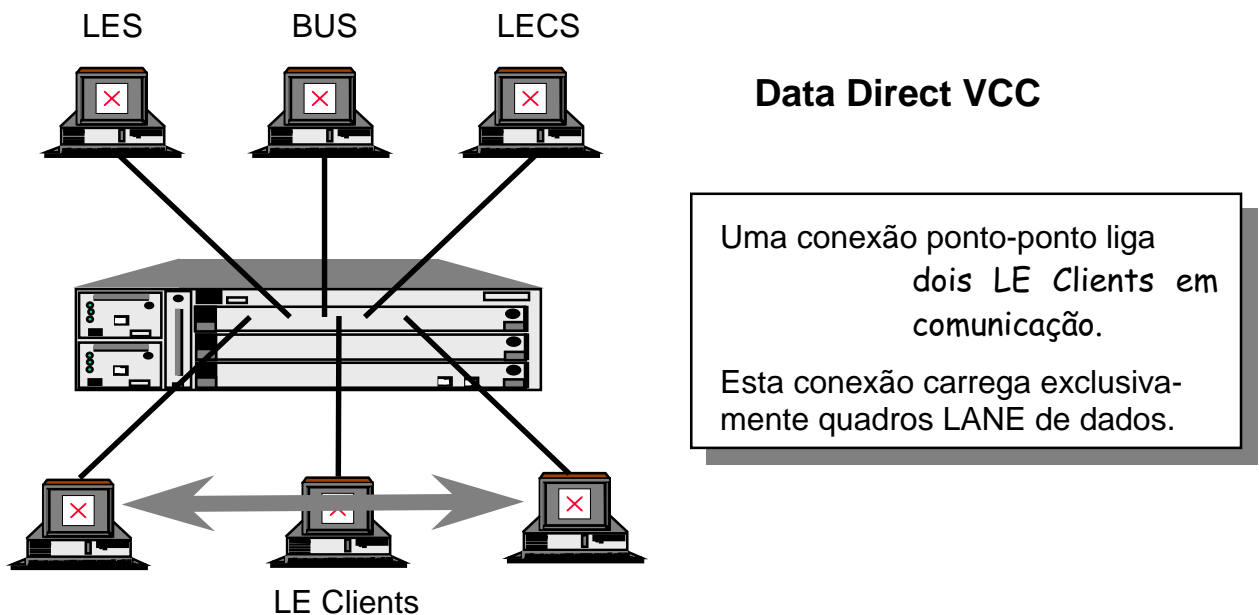 LES
BUS
LECS
Data Direct VCC
Uma conexão ponto-ponto liga
dois LE Clients em
comunicação.
Esta conexão carrega exclusiva-
mente quadros LANE de dados.
LE Clients